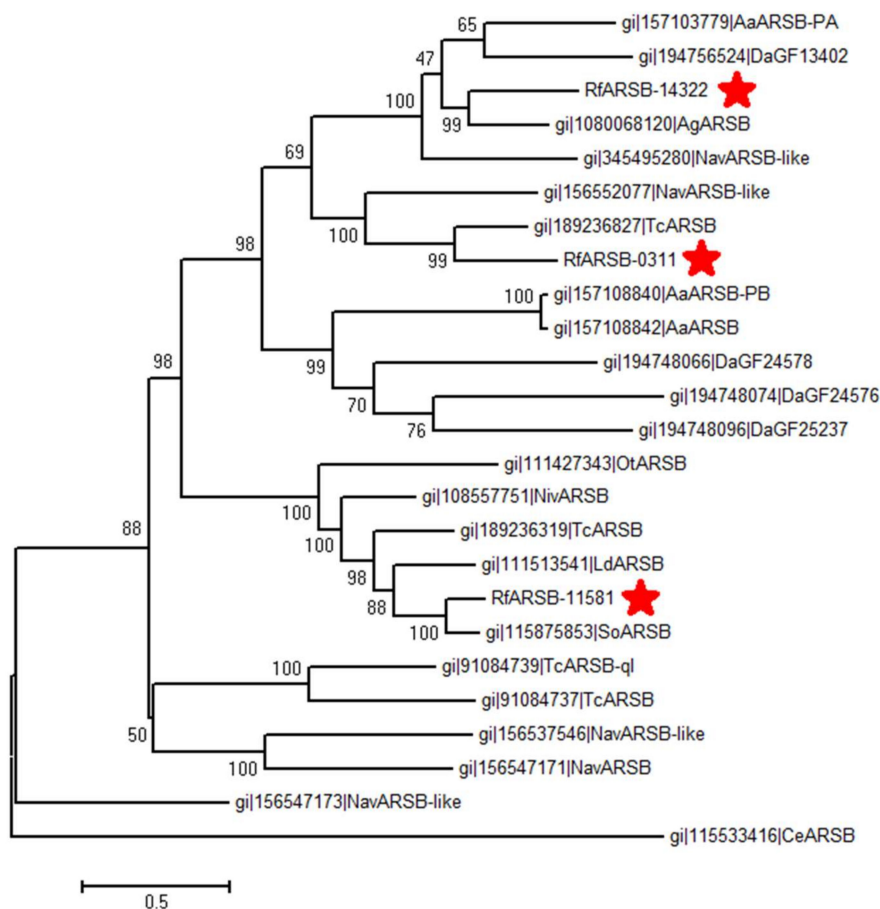 gi|157103779|AaARSB-PA
65
gi|194756524|DaGF13402
47
RfARSB-14322
100
99
gi|1080068120|AgARSB
gi|345495280|NavARSB-like
69
gi|156552077|NavARSB-like
gi|189236827|TcARSB
100
99
RfARSB-0311
98
gi|157108840|AaARSB-PB
100
gi|157108842|AaARSB
gi|194748066|DaGF24578
99
98
gi|194748074|DaGF24576
70
gi|194748096|DaGF25237
76
gi|111427343|OtARSB
gi|108557751|NivARSB
100
gi|189236319|TcARSB
88
100
gi|111513541|LdARSB
98
RfARSB-11581
88
gi|115875853|SoARSB
100
gi|91084739|TcARSB-ql
100
gi|91084737|TcARSB
gi|156537546|NavARSB-like
50
gi|156547171|NavARSB
100
gi|156547173|NavARSB-like
gi|115533416|CeARSB
0.5